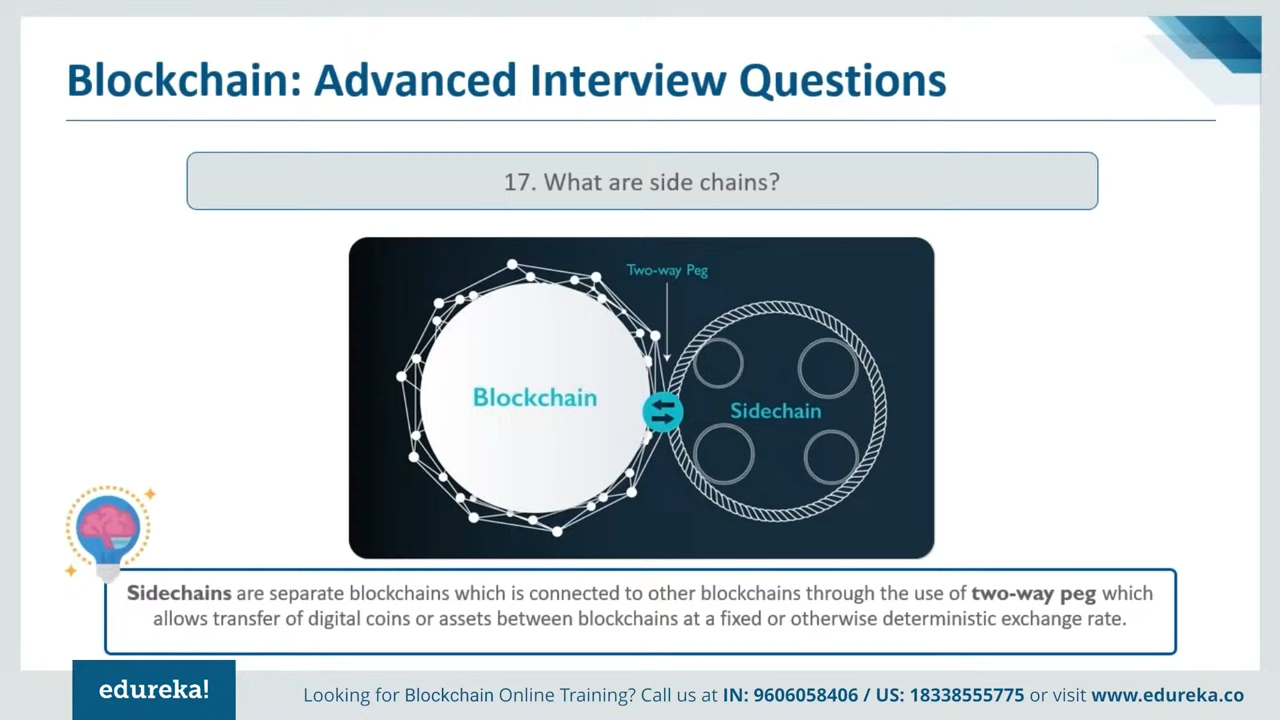 Blockchain: Advanced Interview Questions
17. What are side chains?
Two-way Peg
Blockchain
Sidechain
Sidechains are separate blockchains which is connected to other blockchains through the use of two-way peg which
allows transfer of digital coins or assets between blockchains at a fixed or otherwise deterministic exchange rate.
edureka!
Looking for Blockchain Online Training? Call us at IN: 9606058406 / US: 18338555775 or visit www.edureka.co